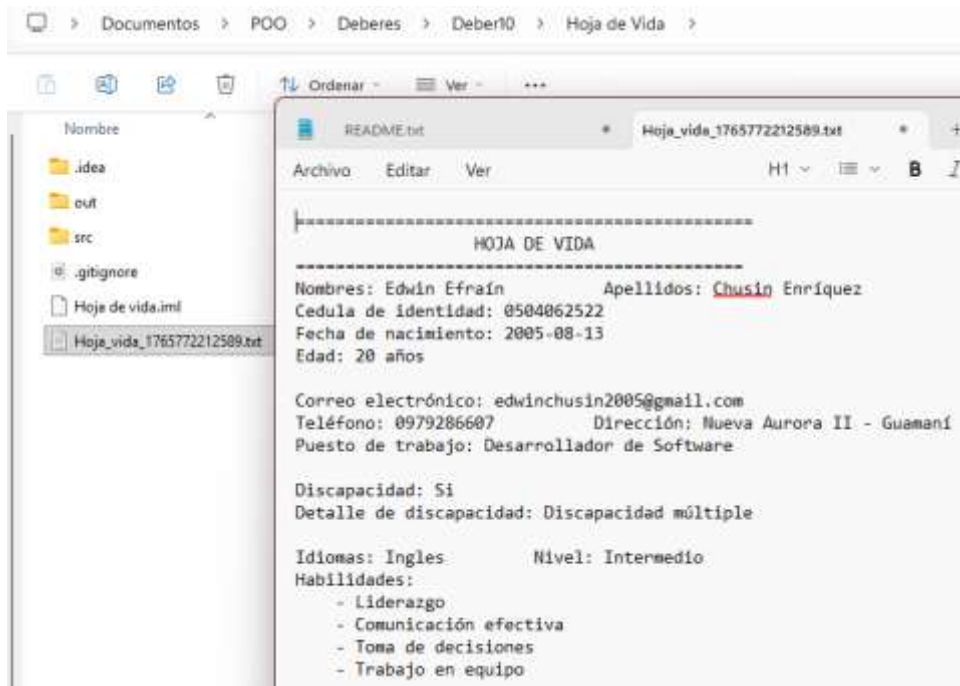 Documentos > POO > Deberes > Deber10 > Hoja de Vida >
Ordenar Ver ...
Nombre
.idea
out
src
.gitignore
Hoja de vida.iml
Hoja_vida_1765772212589.txt
README.txt Hoja_vida_1765772212589.txt
Archivo Editar Ver H1 B I
==================================================
HOJA DE VIDA
==================================================
Nombres: Edwin Efraín Apellidos: Chusin Enríquez
Cedula de identidad: 0504062522
Fecha de nacimiento: 2005-08-13
Edad: 20 años
Correo electrónico: edwinchusin2005@gmail.com
Teléfono: 0979286607 Dirección: Nueva Aurora II - Guamaní
Puesto de trabajo: Desarrollador de Software
Discapacidad: Si
Detalle de discapacidad: Discapacidad múltiple
Idiomas: Ingles Nivel: Intermedio
Habilidades:
- Liderazgo
- Comunicación efectiva
- Toma de decisiones
- Trabajo en equipo